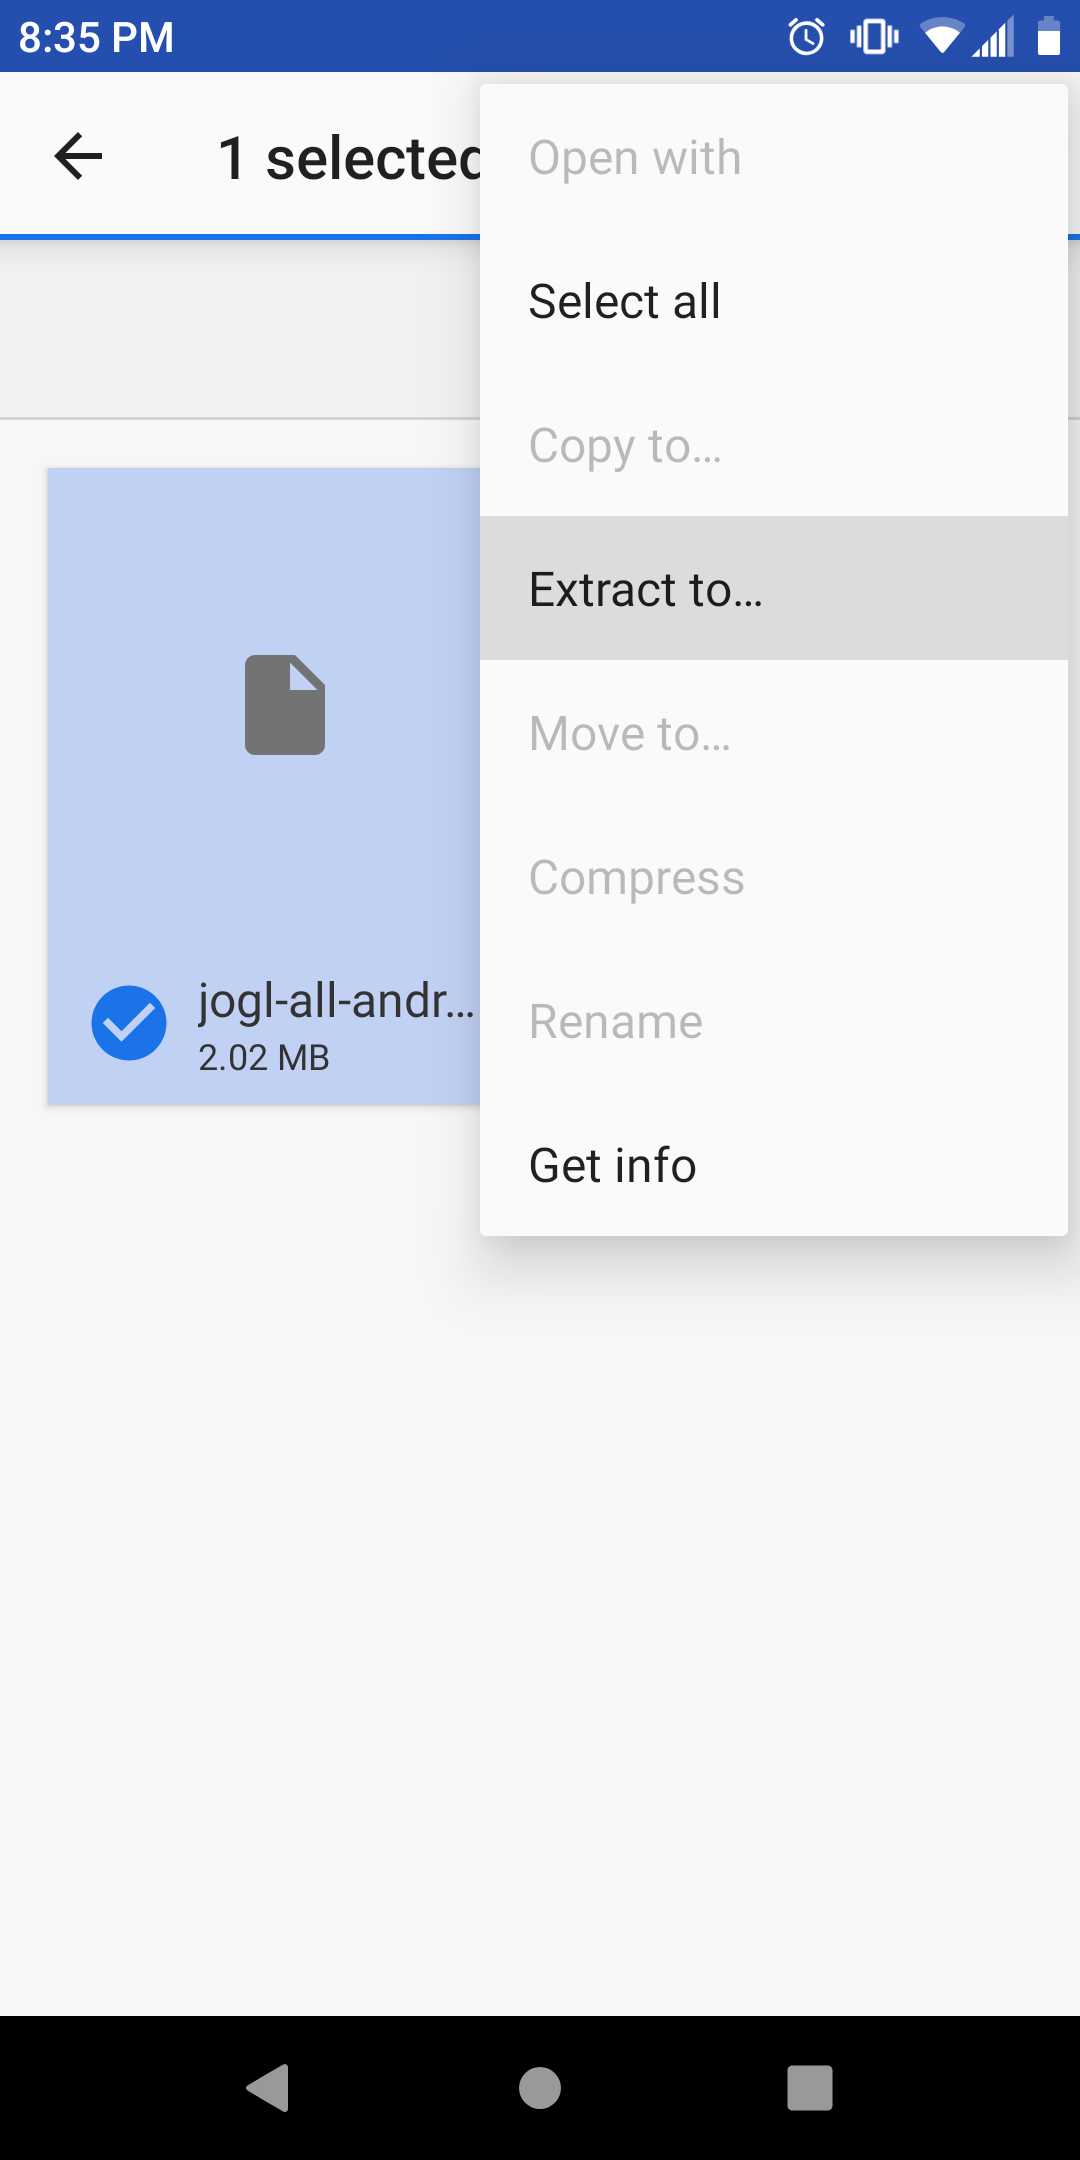 8:35 PM
1 selected
Open with
Select all
Copy to…
Extract to…
Move to…
Compress
Rename
Get info
jogl-all-andr…
2.02 MB